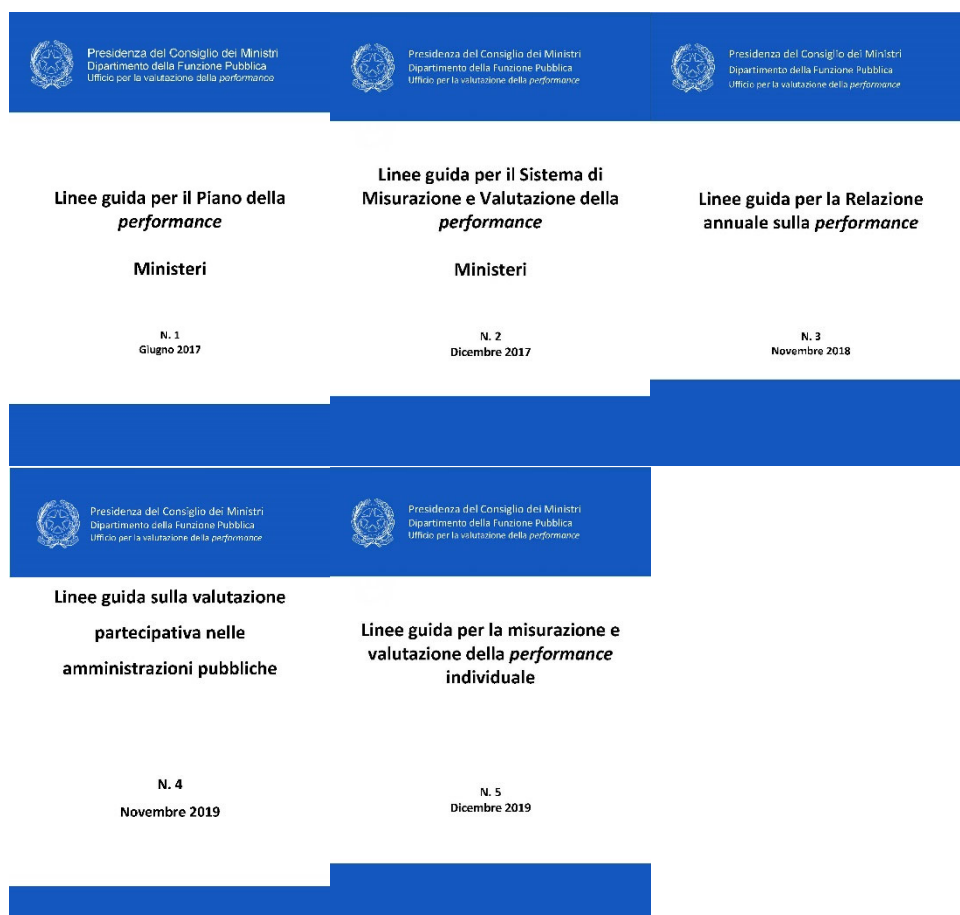 Presidenza del Consiglio dei Ministri
Dipartimento della Funzione Pubblica
Ufficio per la valutazione della performance
Linee guida per il Piano della
performance
Ministeri
N. 1
Giugno 2017
Presidenza del Consiglio dei Ministri
Dipartimento della Funzione Pubblica
Ufficio per la valutazione della performance
Linee guida per il Sistema di
Misurazione e Valutazione della
performance
Ministeri
N. 2
Dicembre 2017
Presidenza del Consiglio dei Ministri
Dipartimento della Funzione Pubblica
Ufficio per la valutazione della performance
Linee guida per la Relazione
annuale sulla performance
N. 3
Novembre 2018
Presidenza del Consiglio dei Ministri
Dipartimento della Funzione Pubblica
Ufficio per la valutazione della performance
Linee guida sulla valutazione
partecipativa nelle
amministrazioni pubbliche
N. 4
Novembre 2019
Presidenza del Consiglio dei Ministri
Dipartimento della Funzione Pubblica
Ufficio per la valutazione della performance
Linee guida per la misurazione e
valutazione della performance
individuale
N. 5
Dicembre 2019